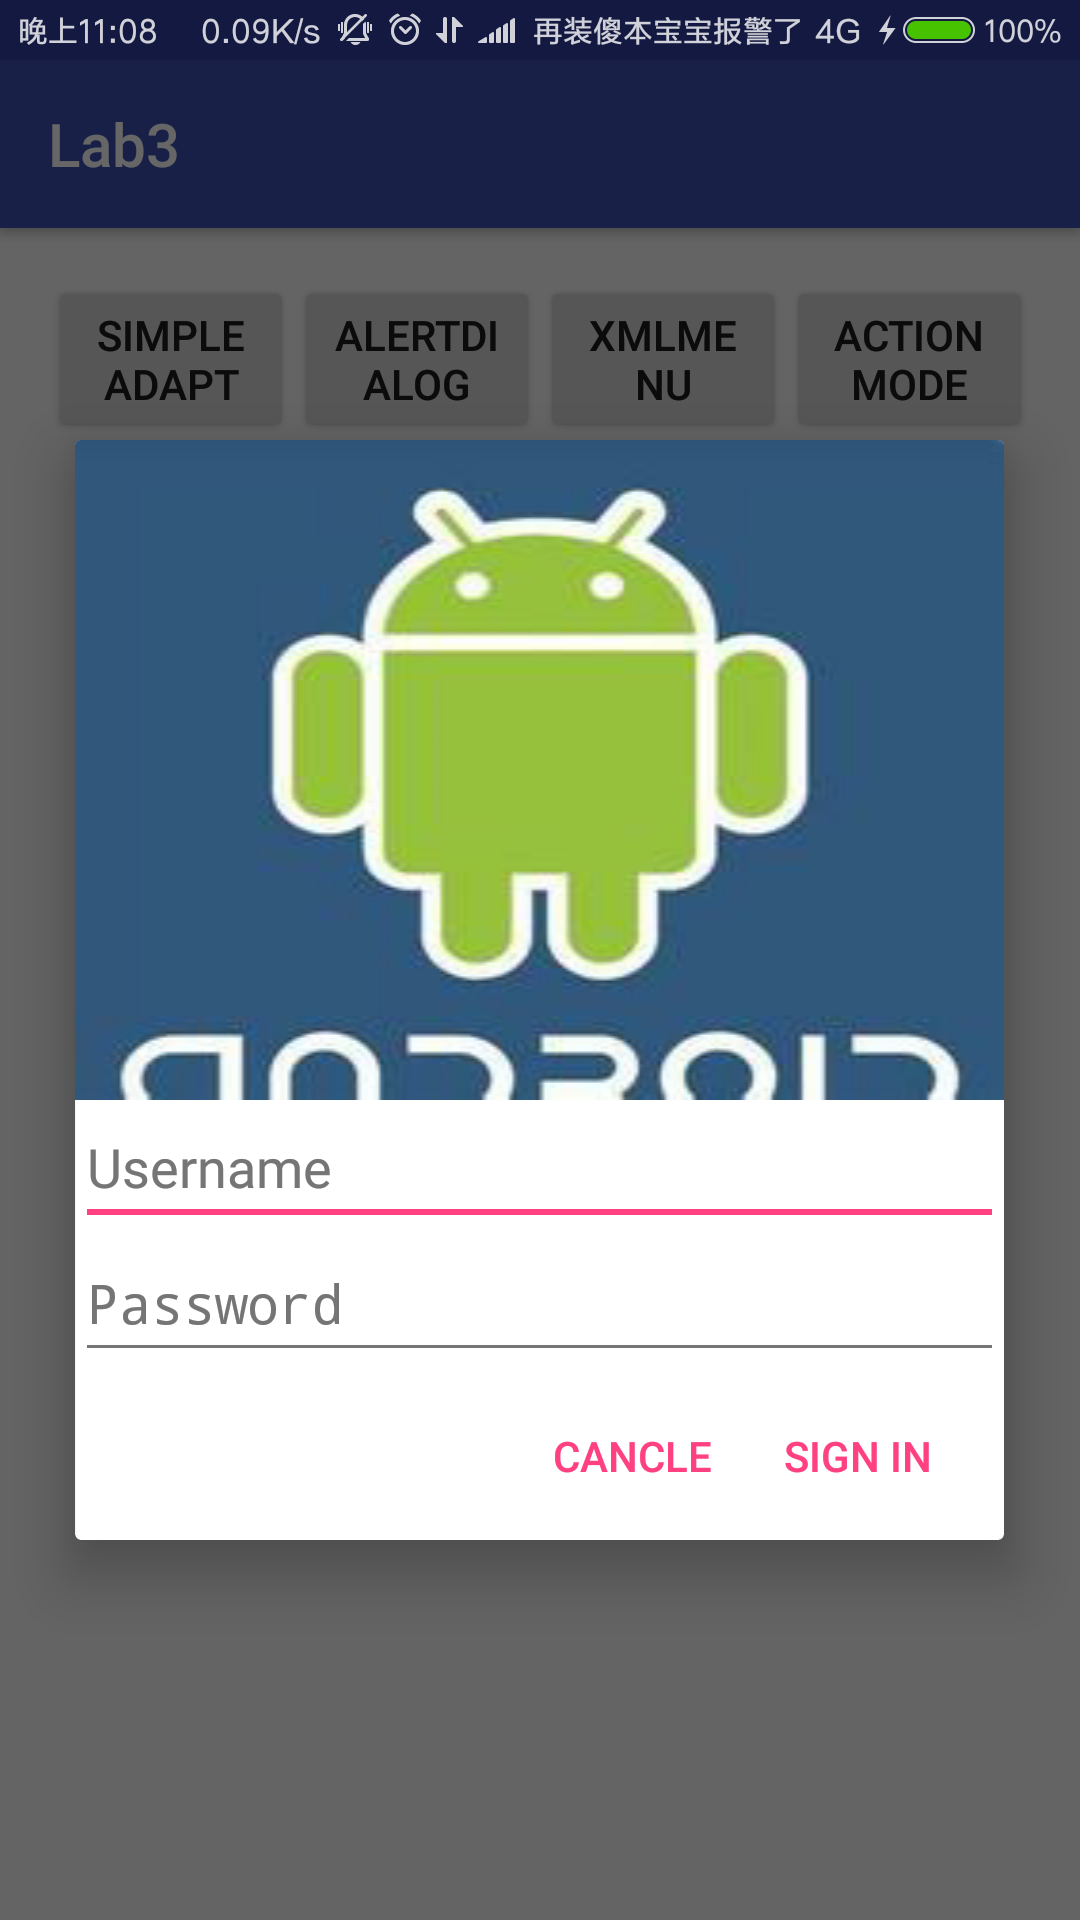 晚上11:08 0.09K/s 再装傻本宝宝报警了 4G 100%
Lab3
SIMPLE ADAPT
ALERTDI ALOG
XMLME NU
ACTION MODE
ANDROID
Username
Password
CANCLE SIGN IN